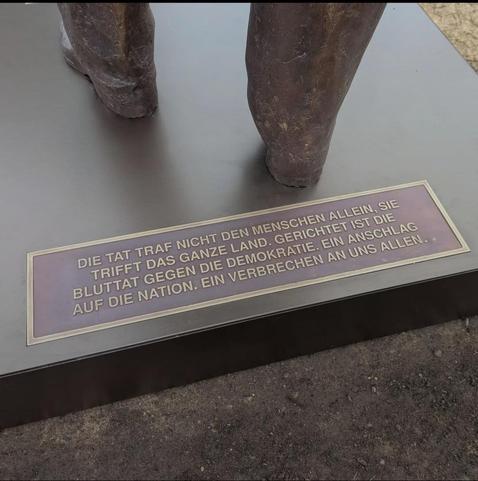 DIE TAT TRAF NICHT DEN MENSCHEN ALLEIN. SIE
TRIFFT DAS GANZE LAND. GERICHTET IST DIE
BLUTTAT GEGEN DIE DEMOKRATIE. EIN ANSCHLAG
AUF DIE NATION. EIN VERBRECHEN AN UNS ALLEN.